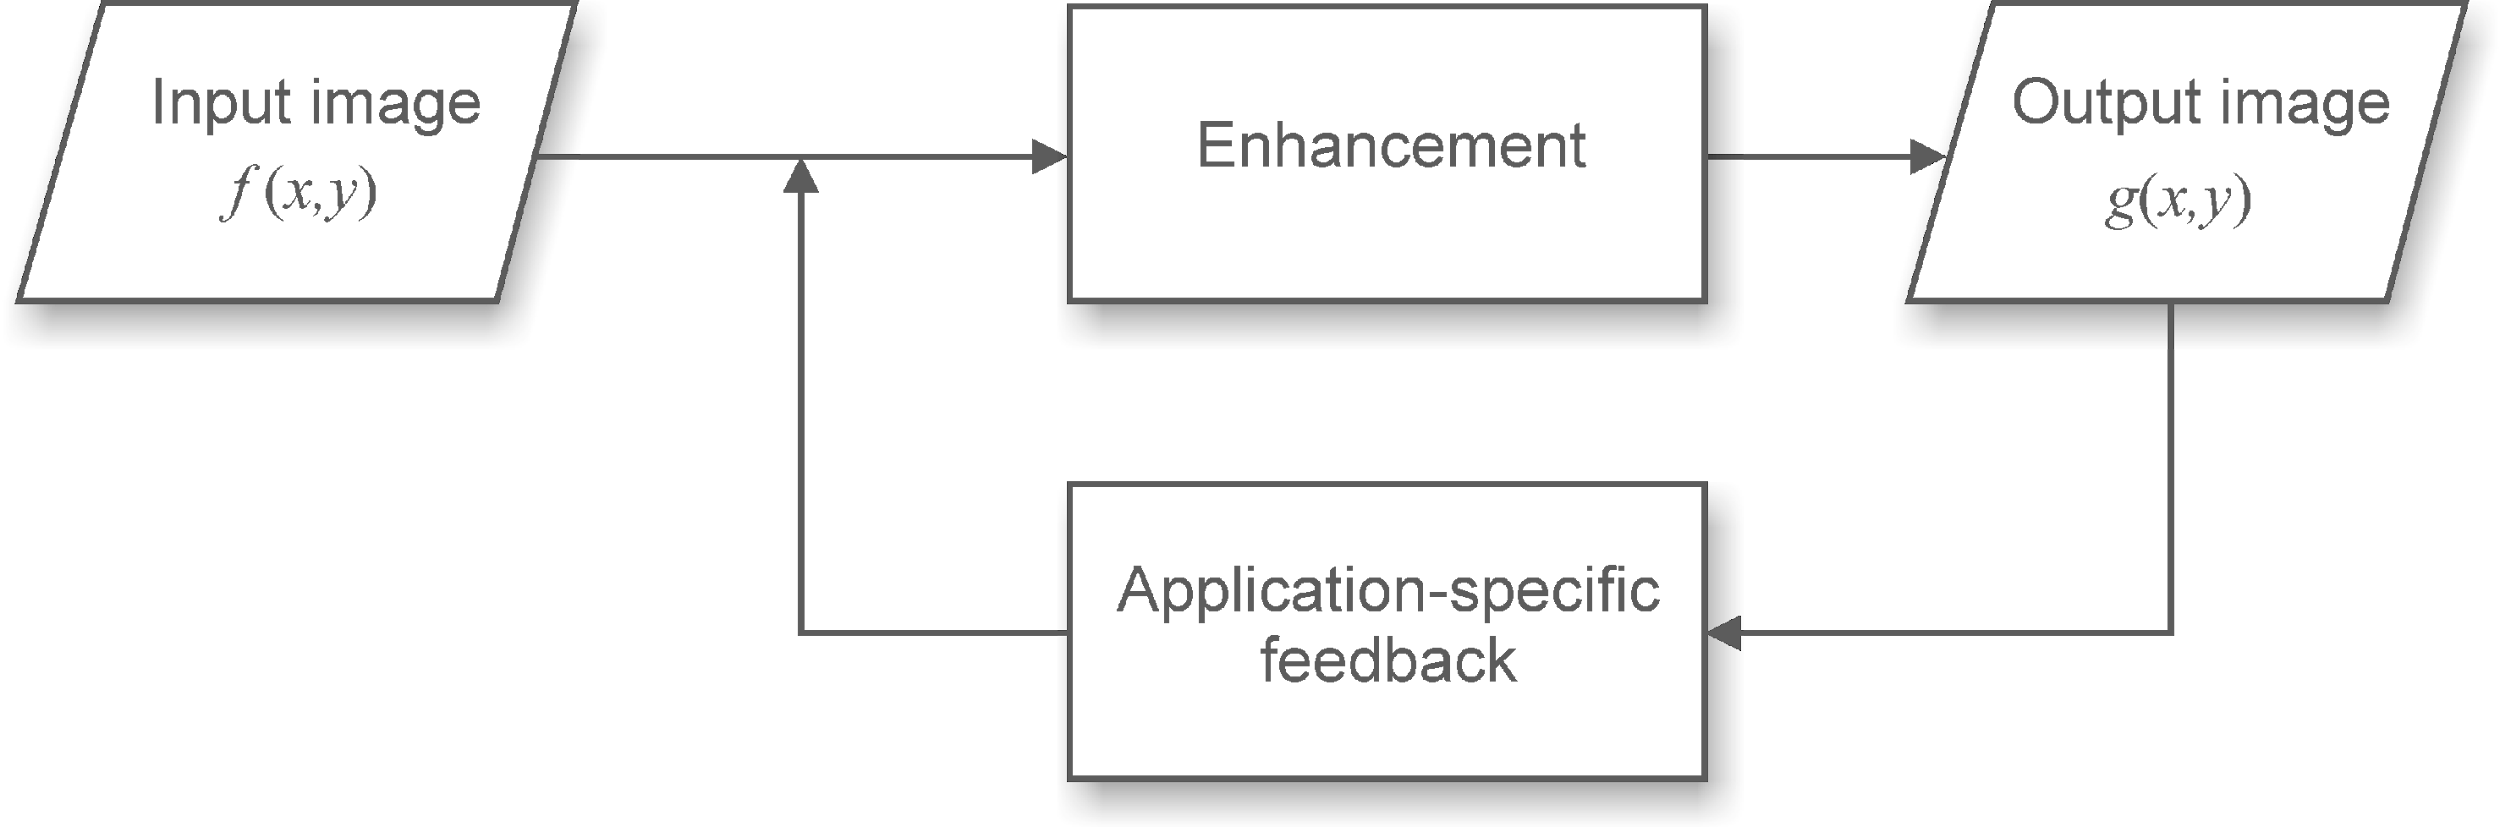 Input image
f (x,y)
Enhancement
Output image
g(x,y)
Application-specific
feedback